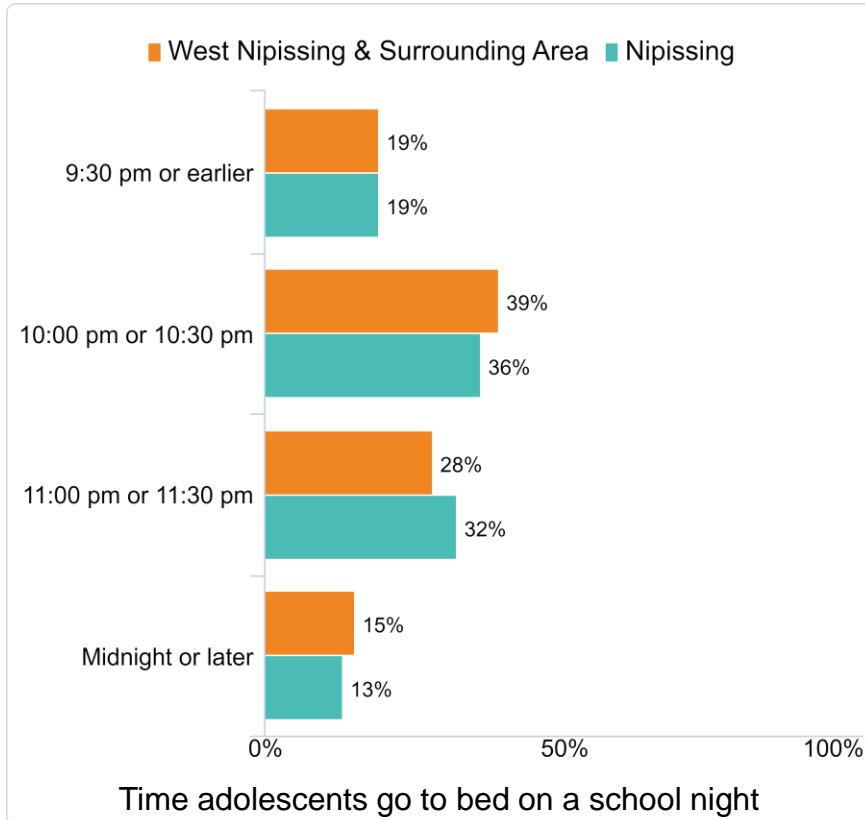 West Nipissing & Surrounding Area Nipissing
9:30 pm or earlier
19%
19%
10:00 pm or 10:30 pm
39%
36%
11:00 pm or 11:30 pm
28%
32%
Midnight or later
15%
13%
0% 50% 100%
Time adolescents go to bed on a school night